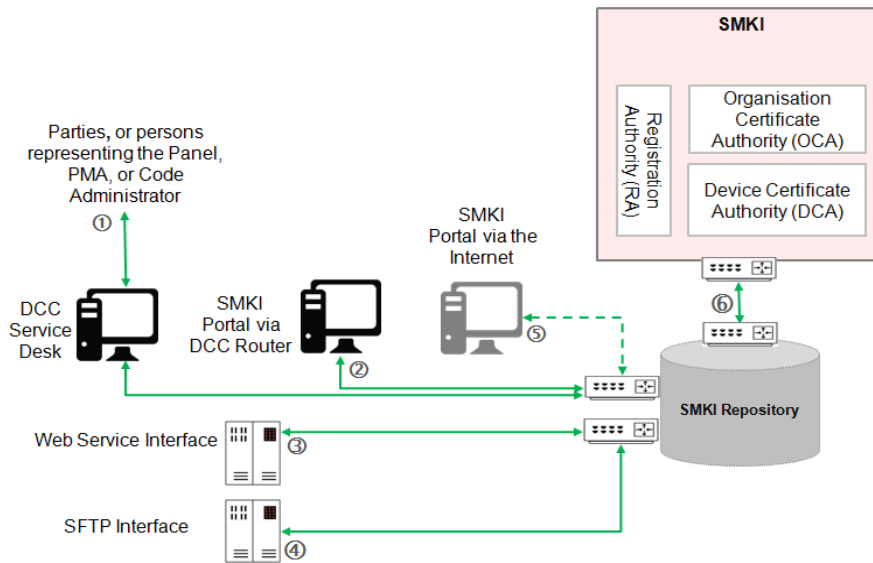 SMKI
Registration
Authority (RA)
Organisation
Certificate
Authority (OCA)
Device Certificate
Authority (DCA)
Parties, or persons
representing the Panel,
PMA, or Code
Administrator
①
SMKI
Portal via the
Internet
⑥
DCC
Service
Desk
SMKI
Portal via
DCC Router
②
⑤
SMKI Repository
Web Service Interface
③
SFTP Interface
④